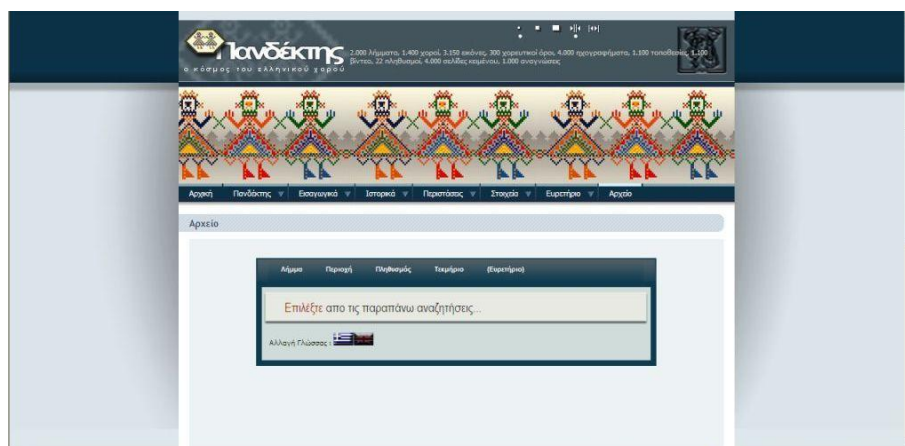 Πανδέκτης
ο κόσμος του ελληνικού χορού
2.000 λήμματα, 1.400 χοροί, 3.150 εικόνες, 300 χορευτικοί όροι, 4.000 ηχογραφήματα, 1.100 τοποθεσίες, 1.100
βίντεο, 22 πληθυσμοί, 4.000 σελίδες κειμένου, 1.000 αναγνώσεις
Αρχική Πανδέκτης Εισαγωγικά Ιστορικά Περιστάσεις Στοιχεία Ευρετήριο Αρχείο
Αρχείο
Λήμμα Περιοχή Πληθυσμός Τεκμήριο (Ευρετήριο)
Επιλέξτε απο τις παραπάνω αναζητήσεις...
Αλλαγή Γλώσσας :